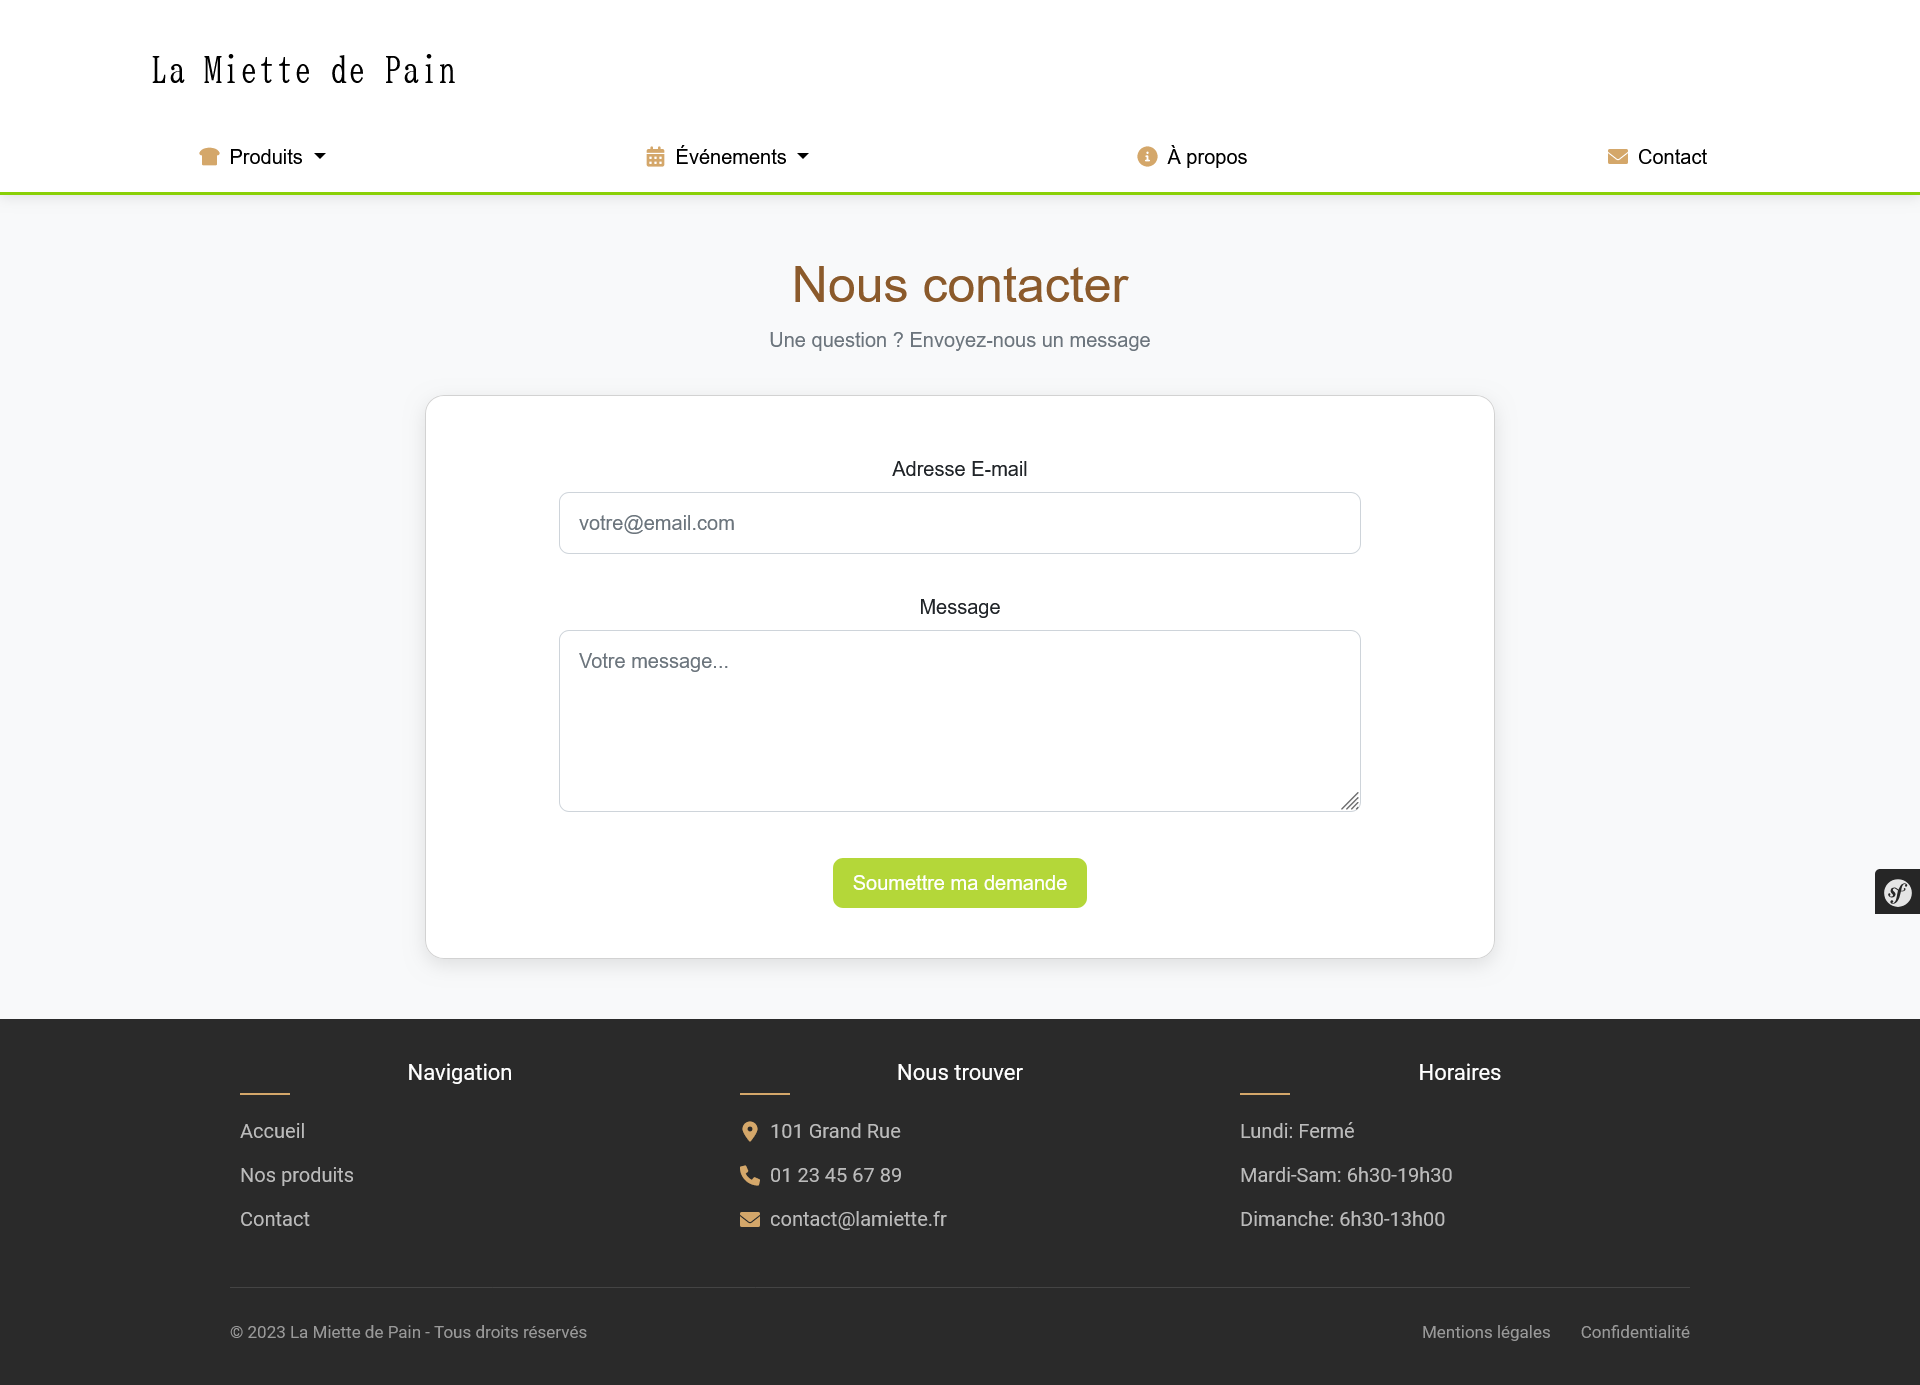 La Miette de Pain
Produits
Événements
À propos
Contact
Nous contacter
Une question ? Envoyez-nous un message
Adresse E-mail
votre@email.com
Message
Votre message...
Soumettre ma demande
sf
Navigation
Accueil
Nos produits
Contact
Nous trouver
101 Grand Rue
01 23 45 67 89
contact@lamiette.fr
Horaires
Lundi: Fermé
Mardi-Sam: 6h30-19h30
Dimanche: 6h30-13h00
© 2023 La Miette de Pain - Tous droits réservés
Mentions légales
Confidentialité